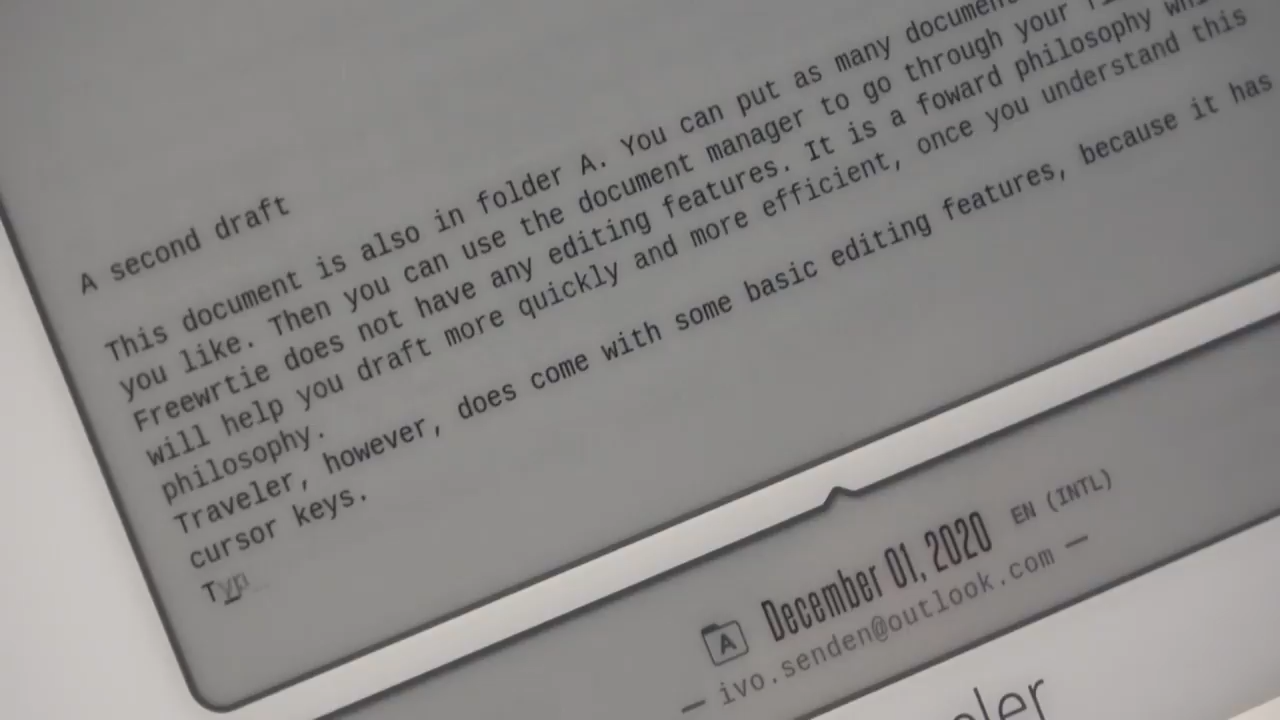 A second draft
This document is also in folder A. You can put as many
you like. Then you can use the document manager to go through your
Freewrtie does not have any editing features. It is a foward philosophy
will help you draft more quickly and more efficient, once you understand this
philosophy.
Traveler, however, does come with some basic editing features, because it has
cursor keys.
Typ
A December 01, 2020 EN (INTL)
— ivo.senden@outlook.com —